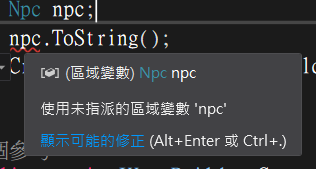 Npc npc;
npc.ToString();
(區域變數) Npc npc
使用未指派的區域變數 'npc'
顯示可能的修正 (Alt+Enter 或 Ctrl+.)